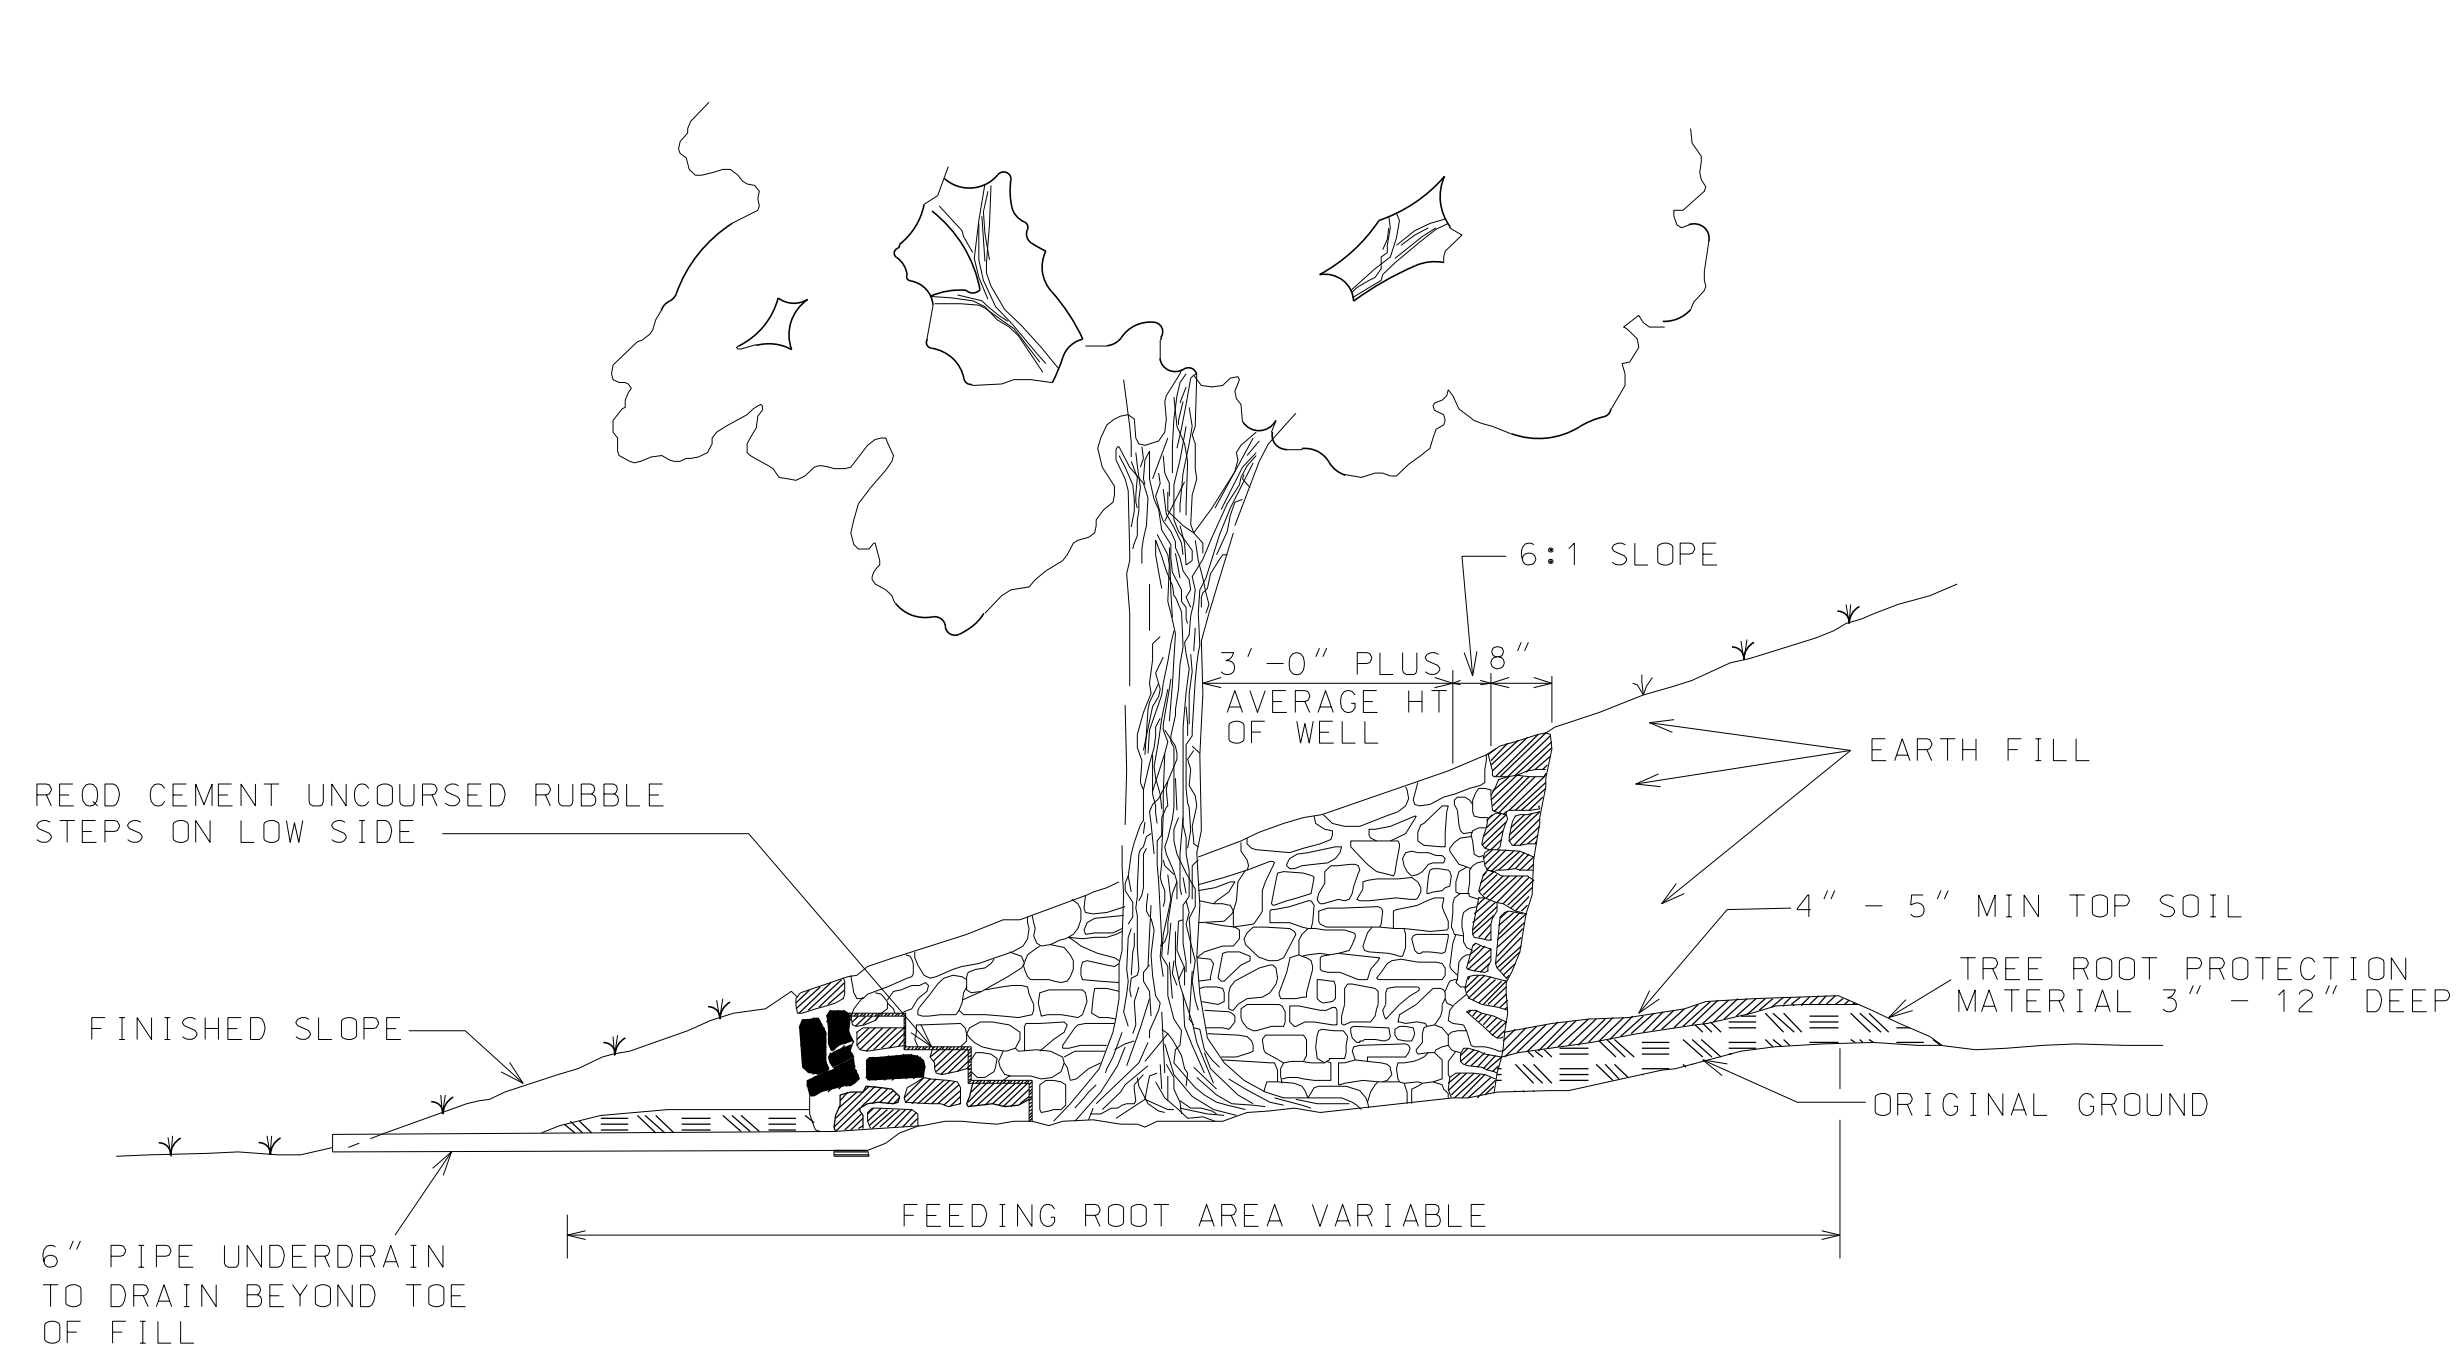 6:1 SLOPE
3'-0" PLUS
8"
AVERAGE HT
OF WELL
EARTH FILL
REQD CEMENT UNCOURSED RUBBLE
STEPS ON LOW SIDE
4" - 5" MIN TOP SOIL
TREE ROOT PROTECTION
MATERIAL 3" - 12" DEEP
FINISHED SLOPE
ORIGINAL GROUND
FEEDING ROOT AREA VARIABLE
6" PIPE UNDERDRAIN
TO DRAIN BEYOND TOE
OF FILL